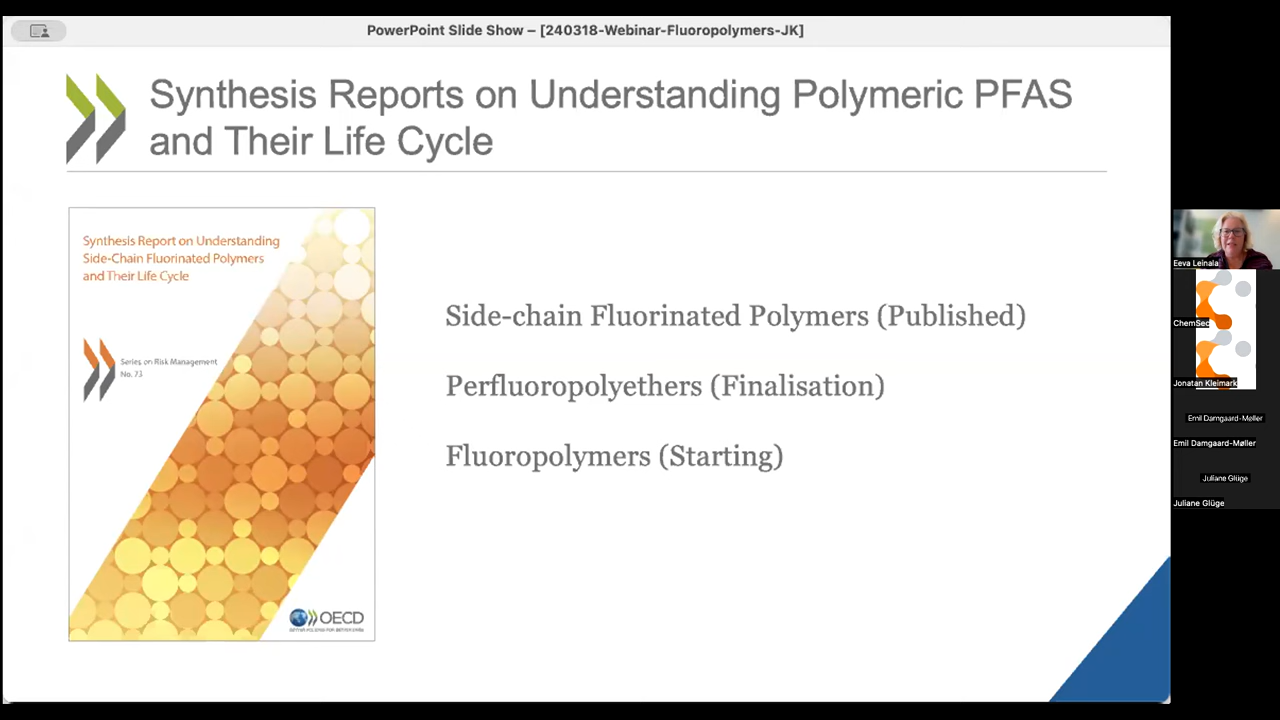 PowerPoint Slide Show – [240318-Webinar-Fluoropolymers-JK]
Synthesis Reports on Understanding Polymeric PFAS
and Their Life Cycle
Synthesis Report on Understanding
Side-Chain Fluorinated Polymers
and Their Life Cycle
Series on Risk Management
No. 73
OECD
BETTER POLICIES FOR BETTER LIVES
Side-chain Fluorinated Polymers (Published)
Perfluoropolyethers (Finalisation)
Fluoropolymers (Starting)
Eeva Leinala
ChemSec
Jonatan Kleimark
Emil Damgaard-Møller
Emil Damgaard-Møller
Juliane Glüge
Juliane Glüge